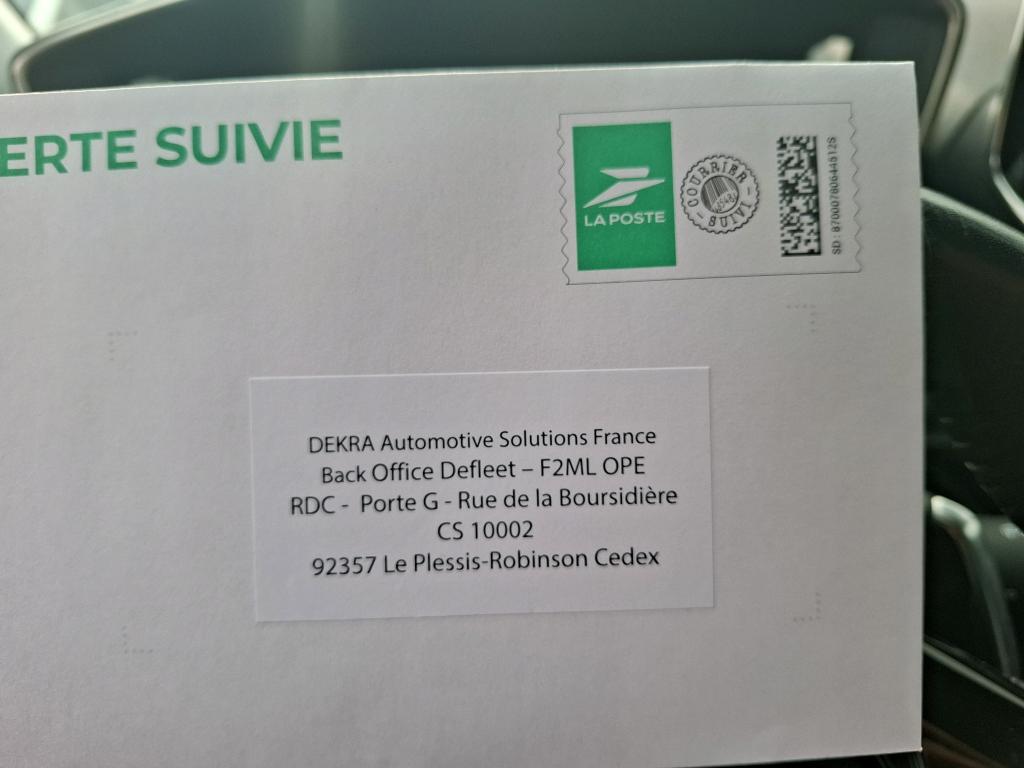 ERTE SUIVIE
LA POSTE
COURRIER
SUIVI
SD : 87000780644512S
DEKRA Automotive Solutions France
Back Office Defleet – F2ML OPE
RDC - Porte G - Rue de la Boursidière
CS 10002
92357 Le Plessis-Robinson Cedex